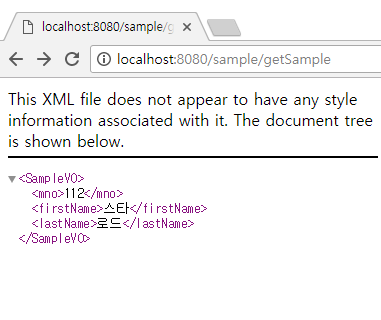 localhost:8080/sample/g
localhost:8080/sample/getSample
This XML file does not appear to have any style
information associated with it. The document tree
is shown below.
<SampleVO>
<mno>112</mno>
<firstName>스타</firstName>
<lastName>로드</lastName>
</SampleVO>